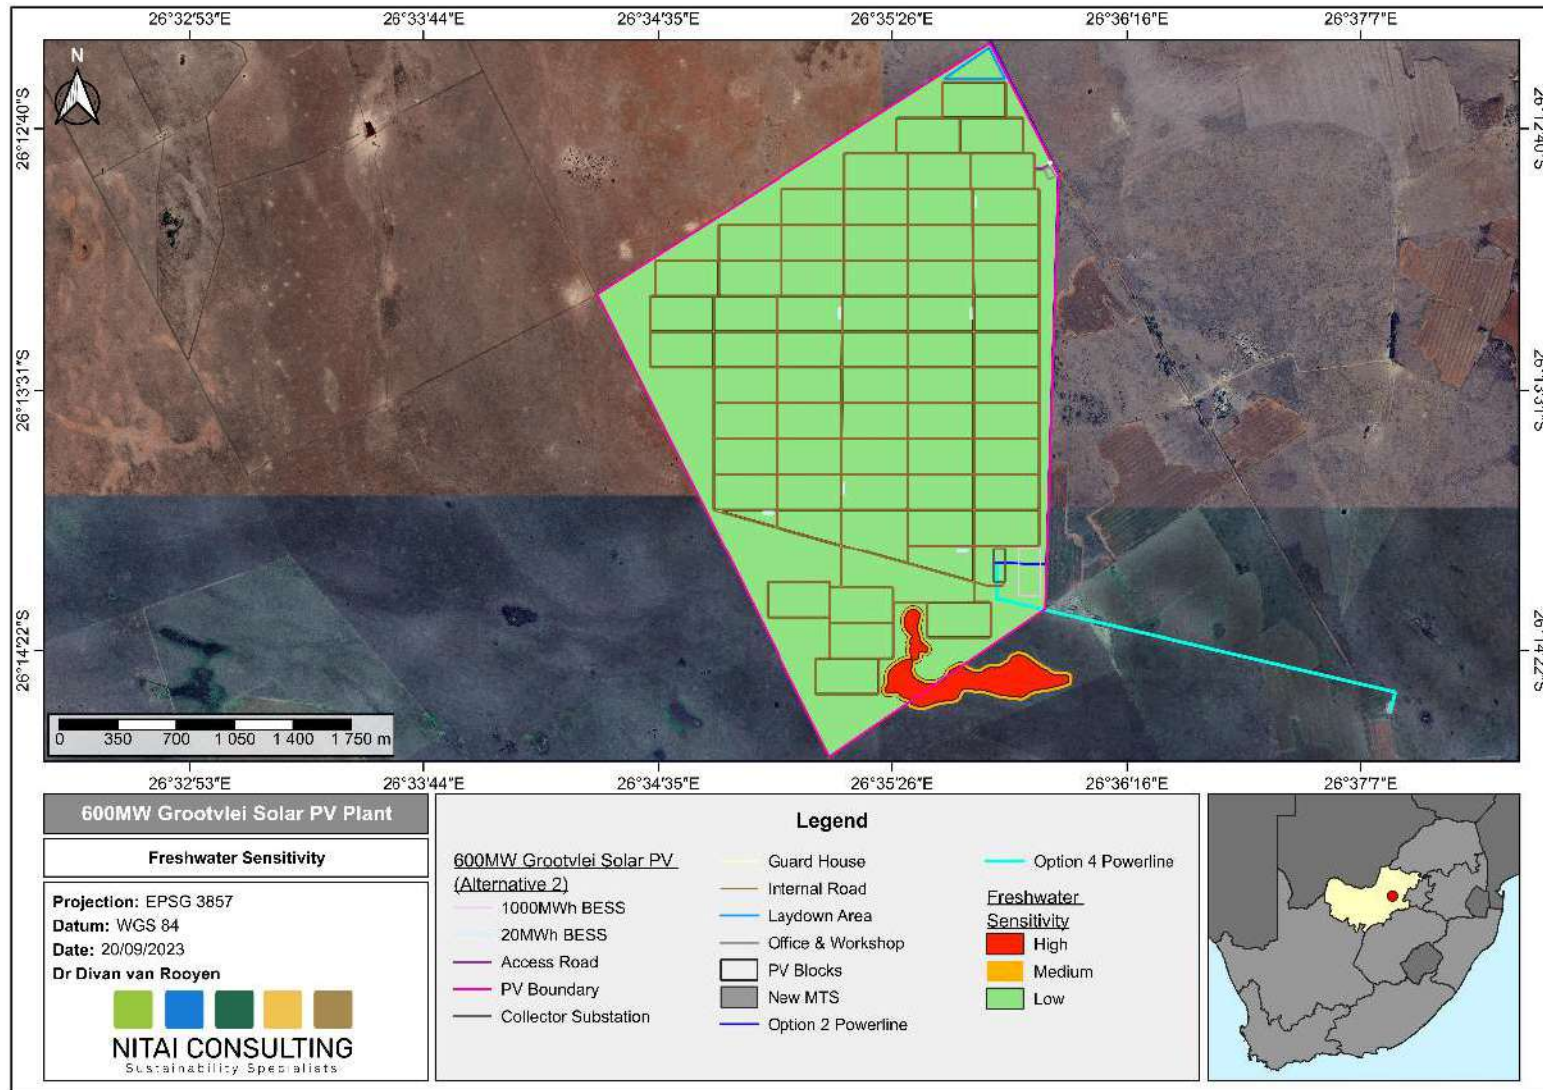 26°32'53"E 26°33'44"E 26°34'35"E 26°35'26"E 26°36'16"E 26°37'7"E
N
26°12'40"S 26°12'40"S
26°13'31"S 26°13'31"S
26°14'22"S 26°14'22"S
0 350 700 1 050 1 400 1 750 m
26°32'53"E 26°33'44"E 26°34'35"E 26°35'26"E 26°36'16"E 26°37'7"E
600MW Grootvlei Solar PV Plant
Freshwater Sensitivity
Projection: EPSG 3857
Datum: WGS 84
Date: 20/09/2023
Dr Divan van Rooyen
NITAI CONSULTING
Sustainability Specialists
Legend
600MW Grootvlei Solar PV
(Alternative 2)
1000MWh BESS
20MWh BESS
Access Road
PV Boundary
Collector Substation
Guard House
Internal Road
Laydown Area
Office & Workshop
PV Blocks
New MTS
Option 2 Powerline
Option 4 Powerline
Freshwater
Sensitivity
High
Medium
Low